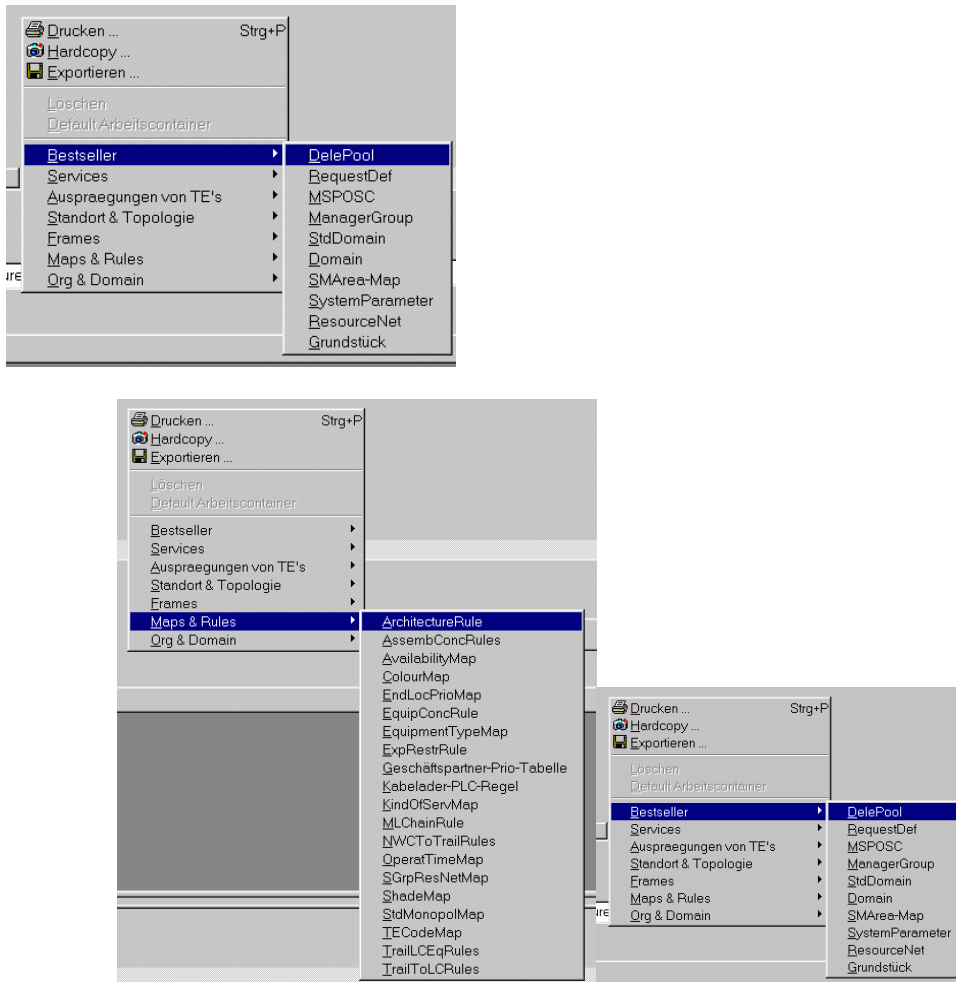 Drucken ... Strg+P
Hardcopy ...
Exportieren ...
Löschen
Default Arbeitscontainer
Bestseller
Services
Auspraegungen von TE's
Standort & Topologie
Frames
Maps & Rules
Org & Domain
DelePool
RequestDef
MSPOSC
ManagerGroup
StdDomain
Domain
SMArea-Map
SystemParameter
ResourceNet
Grundstück
ure
Drucken ... Strg+P
Hardcopy ...
Exportieren ...
Löschen
Default Arbeitscontainer
Bestseller
Services
Auspraegungen von TE's
Standort & Topologie
Frames
Maps & Rules
Org & Domain
ArchitectureRule
AssembConcRules
AvailabilityMap
ColourMap
EndLocPrioMap
EquipConcRule
EquipmentTypeMap
ExpRestrRule
Geschäftspartner-Prio-Tabelle
Kabelader-PLC-Regel
KindOfServMap
MLChainRule
NWCToTrailRules
OperatTimeMap
SGrpResNetMap
ShadeMap
StdMonopolMap
TECodeMap
TrailLCEqRules
TrailToLCRules
Drucken ... Strg+P
Hardcopy ...
Exportieren ...
Löschen
Default Arbeitscontainer
Bestseller
Services
Auspraegungen von TE's
Standort & Topologie
Frames
Maps & Rules
Org & Domain
DelePool
RequestDef
MSPOSC
ManagerGroup
StdDomain
Domain
SMArea-Map
SystemParameter
ResourceNet
Grundstück
ure